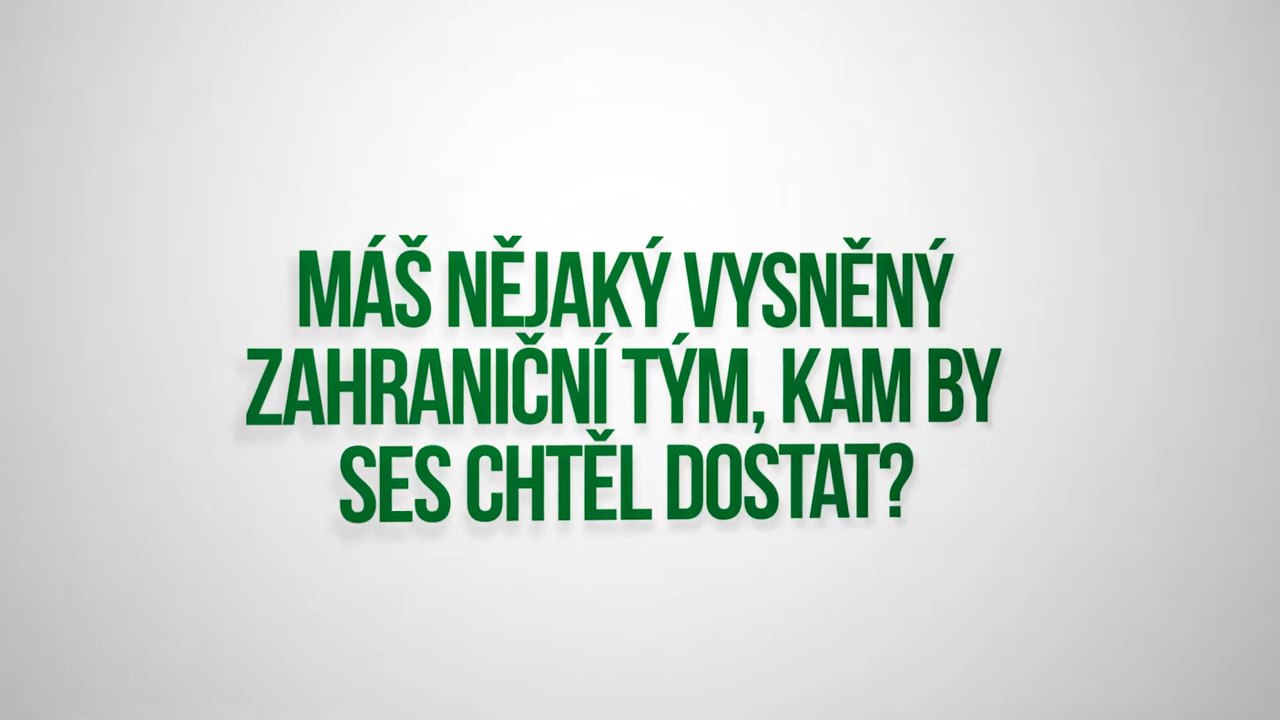 MÁŠ NĚJAKÝ VYSNĚNÝ
ZAHRANIČNÍ TÝM, KAM BY
SES CHTĚL DOSTAT?